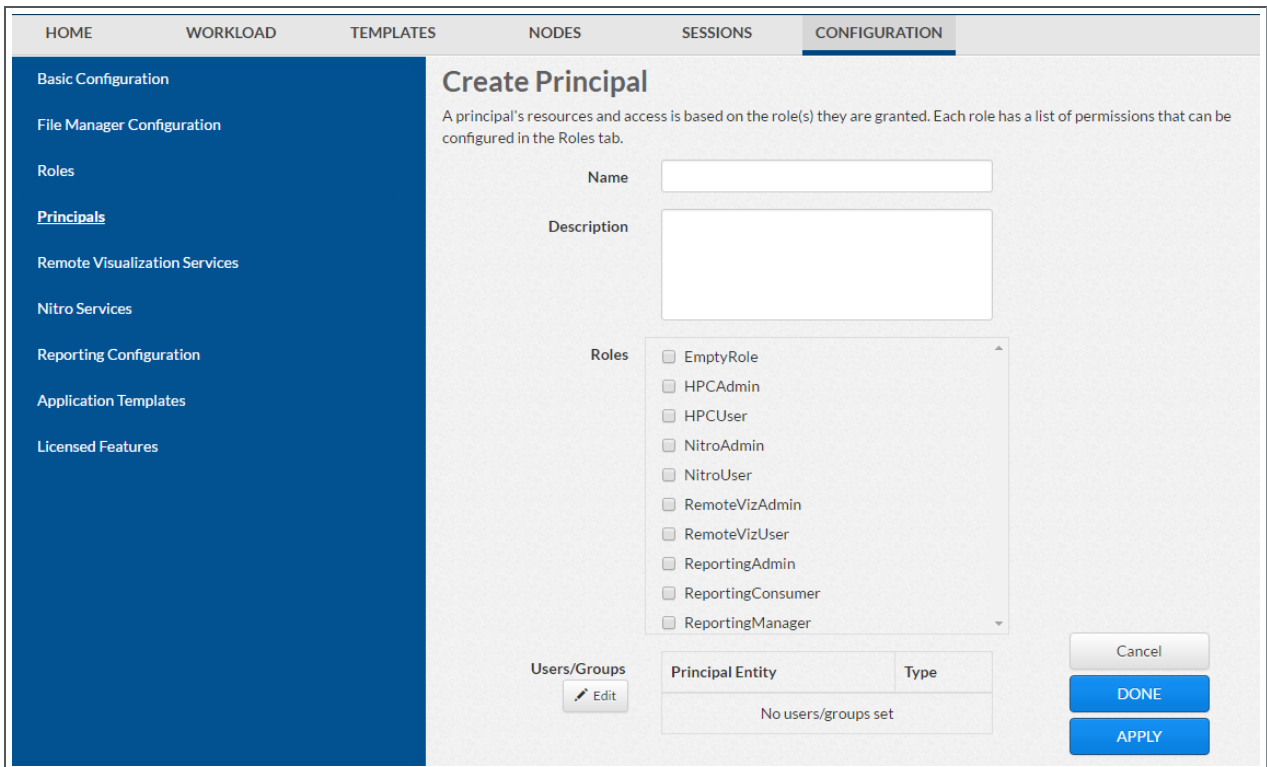 HOME WORKLOAD TEMPLATES NODES SESSIONS CONFIGURATION
Basic Configuration
File Manager Configuration
Roles
Principals
Remote Visualization Services
Nitro Services
Reporting Configuration
Application Templates
Licensed Features
Create Principal
A principal's resources and access is based on the role(s) they are granted. Each role has a list of permissions that can be
configured in the Roles tab.
Name
Description
Roles
EmptyRole
HPCAdmin
HPCUser
NitroAdmin
NitroUser
RemoteVizAdmin
RemoteVizUser
ReportingAdmin
ReportingConsumer
ReportingManager
Users/Groups
Edit
Principal Entity Type
No users/groups set
Cancel
DONE
APPLY